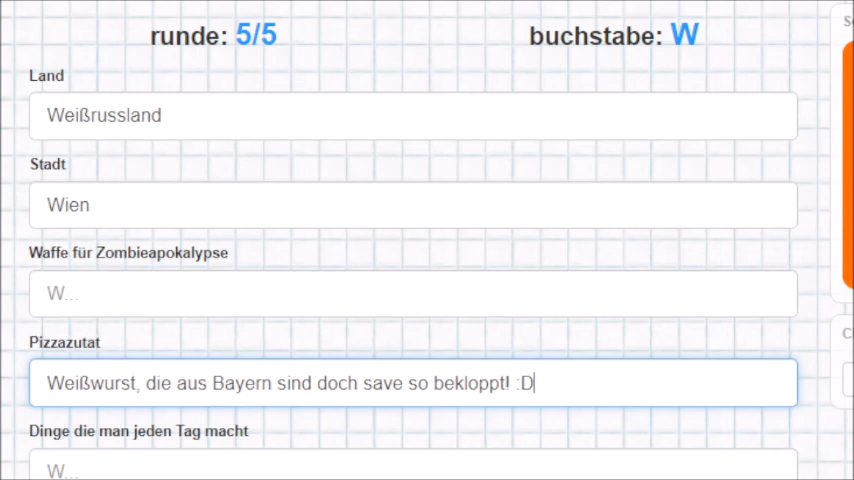 runde: 5/5 buchstabe: W
Land
Weißrussland
Stadt
Wien
Waffe für Zombieapokalypse
W...
Pizzazutat
Weißwurst, die aus Bayern sind doch save so bekloppt! :D
Dinge die man jeden Tag macht
W...